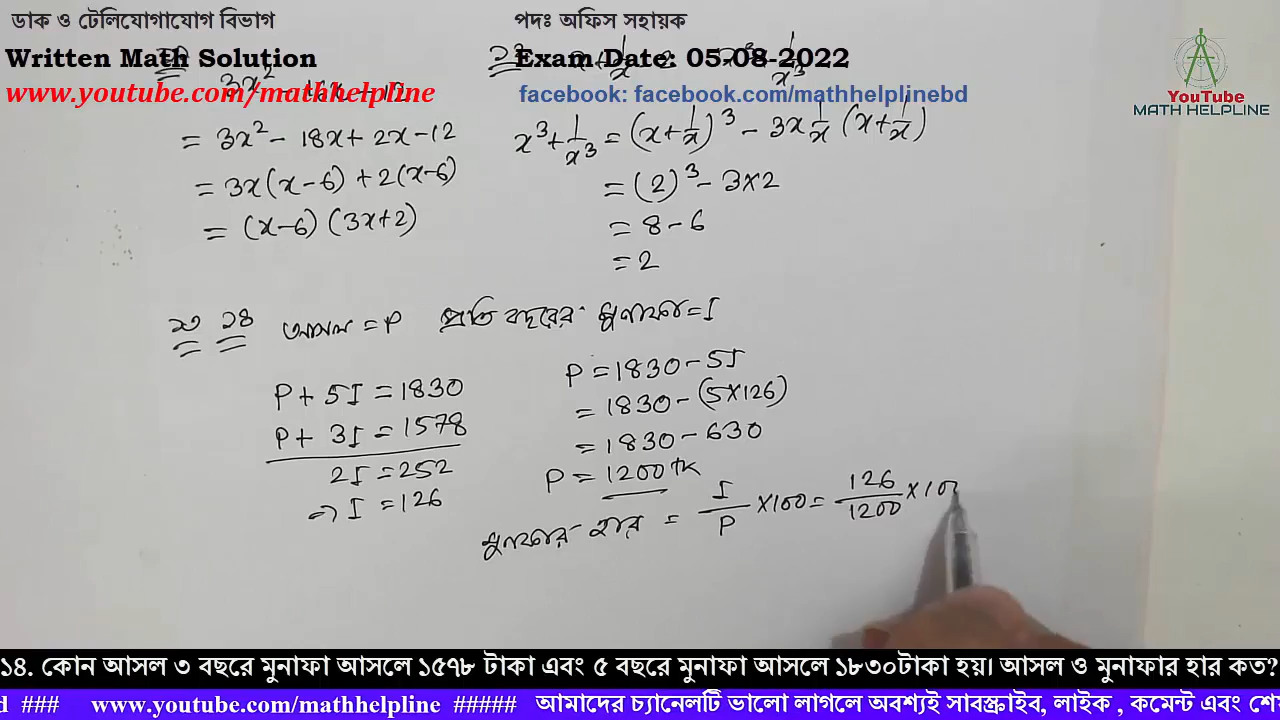 ডাক ও টেলিযোগাযোগ বিভাগ
পদঃ অফিস সহায়ক
Written Math Solution
Exam Date: 05-08-2022
www.youtube.com/mathhelpline
facebook: facebook.com/mathhelplinebd
YouTube
MATH HELPLINE
= 3x² - 18x + 2x - 12
= 3x(x-6) + 2(x-6)
= (x-6) (3x+2)
x³ + 1/x³ = (x + 1/x)³ - 3x 1/x (x + 1/x)
= (2)³ - 3×2
= 8 - 6
= 2
১৪ আসল = P প্রতি বছরের মুনাফা = I
P + 5I = 1830
P + 3I = 1578
2I = 252
⇒ I = 126
P = 1830 - 5I
= 1830 - (5×126)
= 1830 - 630
P = 1200 tk
মুনাফার হার = I/P ×100 = 126/1200 ×10
১৪. কোন আসল ৩ বছরে মুনাফা আসলে ১৫৭৮ টাকা এবং ৫ বছরে মুনাফা আসলে ১৮৩০টাকা হয়। আসল ও মুনাফার হার কত?
d ### www.youtube.com/mathhelpline ##### আমাদের চ্যানেলটি ভালো লাগলে অবশ্যই সাবস্ক্রাইব, লাইক , কমেন্ট এবং শে